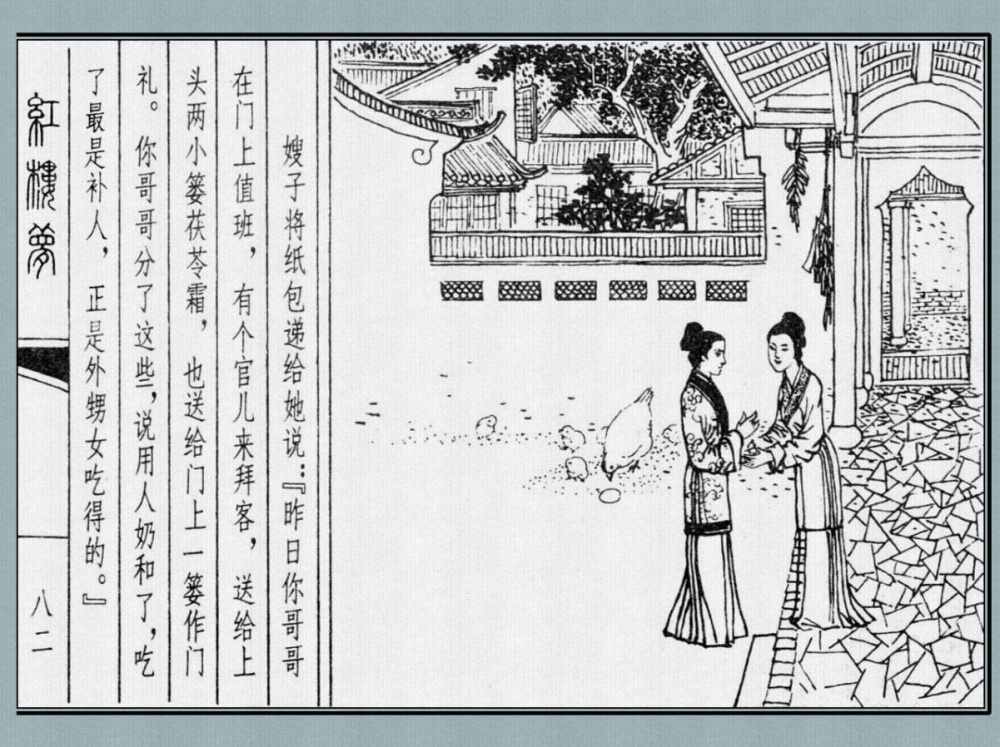 嫂子将纸包递给她说：『昨日你哥哥
在门上值班，有个官儿来拜客，送给上
头两小篓茯苓霜，也送给门上一篓作门
礼。你哥哥分了这些，说用人奶和了，吃
了最是补人，正是外甥女吃得的。』
紅樓夢
八二